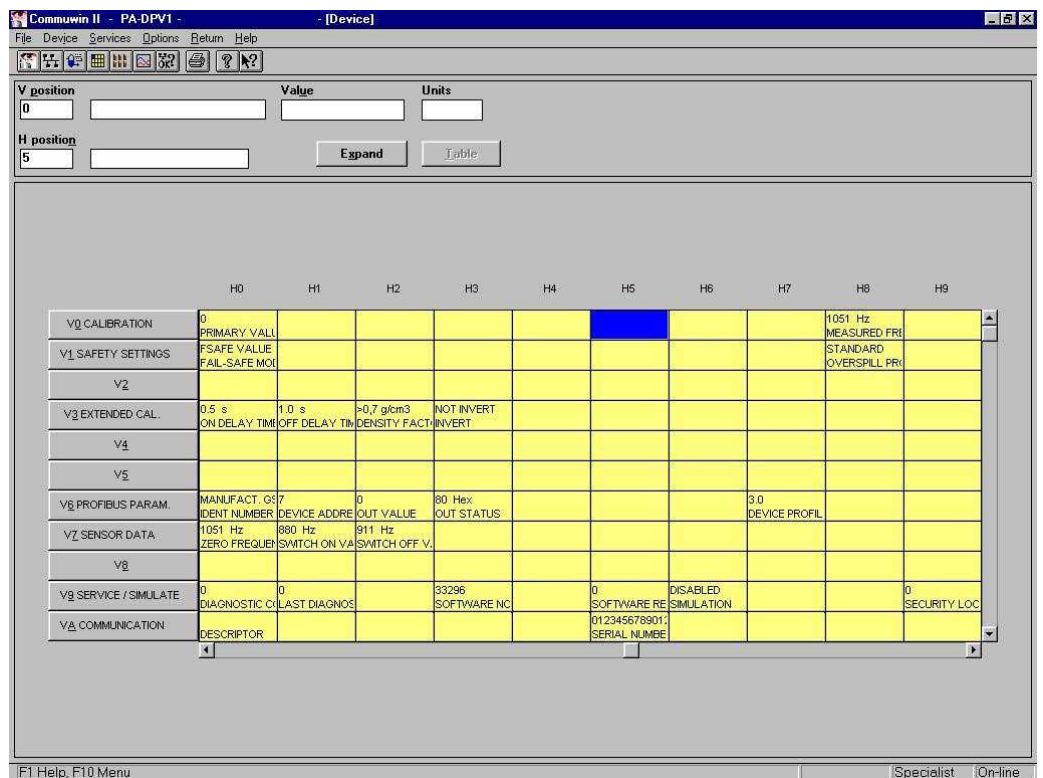 Commuwin II - PA-DPV1 - - [Device]
File Device Services Options Return Help
V position Value Units
0
H position
5 Expand Table
H0 H1 H2 H3 H4 H5 H6 H7 H8 H9
V0 CALIBRATION 0 1051 Hz
PRIMARY VALU MEASURED FRE
V1 SAFETY SETTINGS FSAFE VALUE STANDARD
FAIL-SAFE MOD OVERSPILL PRO
V2
V3 EXTENDED CAL. 0.5 s 1.0 s >0,7 g/cm3 NOT INVERT
ON DELAY TIME OFF DELAY TIM DENSITY FACT INVERT
V4
V5
V6 PROFIBUS PARAM. MANUFACT. GS 7 0 80 Hex 3.0
IDENT NUMBER DEVICE ADDRE OUT VALUE OUT STATUS DEVICE PROFIL
V7 SENSOR DATA 1051 Hz 880 Hz 911 Hz
ZERO FREQUEN SWITCH ON VA SWITCH OFF V.
V8
V9 SERVICE / SIMULATE 0 0 33296 0 DISABLED 0
DIAGNOSTIC CO LAST DIAGNOS SOFTWARE NO SOFTWARE RE SIMULATION SECURITY LOC
VA COMMUNICATION 0123456789012
DESCRIPTOR SERIAL NUMBE
F1 Help, F10 Menu Specialist On-line